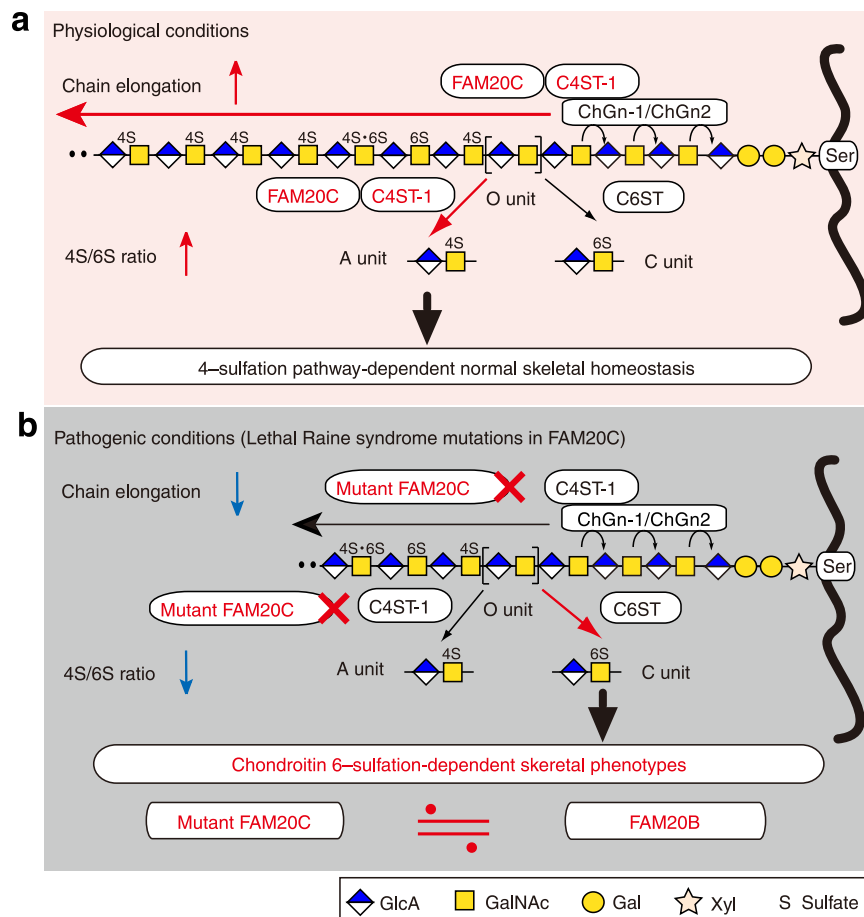 a
Physiological conditions
Chain elongation
FAM20C
C4ST-1
ChGn-1/ChGn2
4S
4S
4S
4S
4S•6S
6S
4S
••
Ser
FAM20C
C4ST-1
O unit
C6ST
4S/6S ratio
A unit
4S
6S
C unit
4–sulfation pathway-dependent normal skeletal homeostasis
b
Pathogenic conditions (Lethal Raine syndrome mutations in FAM20C)
Chain elongation
Mutant FAM20C
C4ST-1
ChGn-1/ChGn2
4S•6S
6S
4S
••
Ser
Mutant FAM20C
C4ST-1
O unit
C6ST
4S/6S ratio
A unit
4S
6S
C unit
Chondroitin 6–sulfation-dependent skeretal phenotypes
Mutant FAM20C
FAM20B
GlcA
GalNAc
Gal
Xyl
S Sulfate